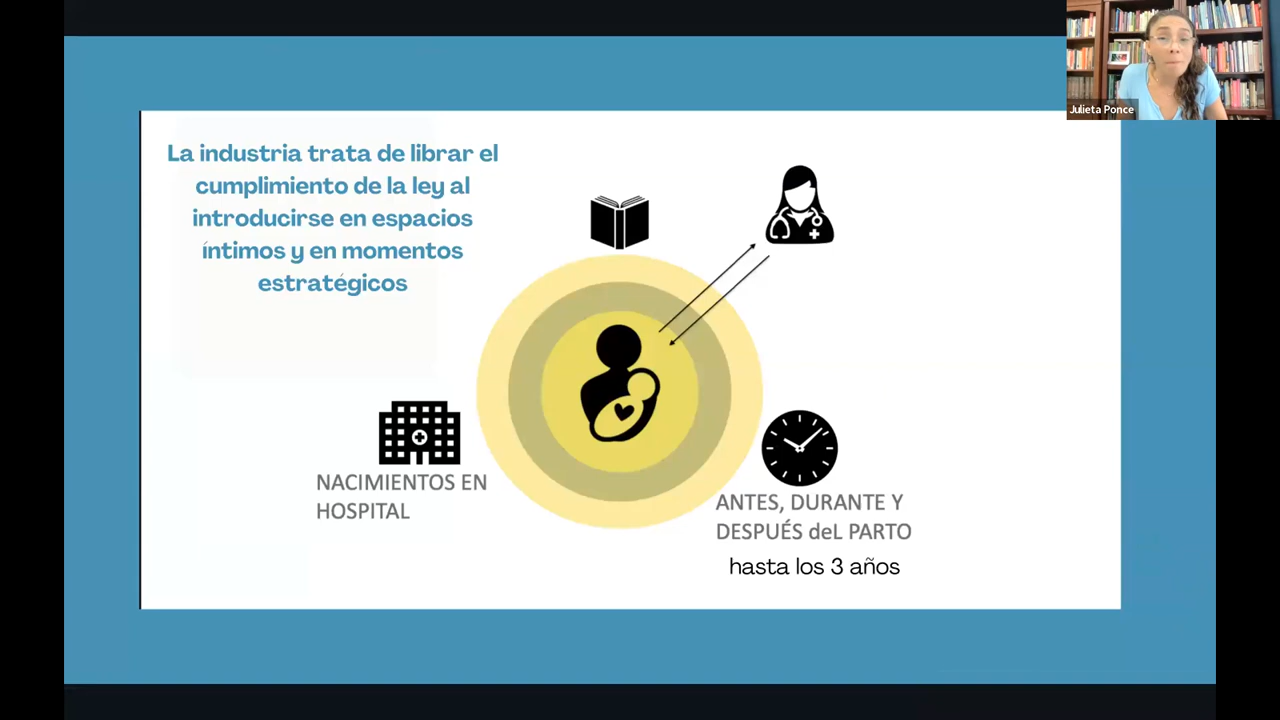 Julieta Ponce
La industria trata de librar el
cumplimiento de la ley al
introducirse en espacios
íntimos y en momentos
estratégicos
NACIMIENTOS EN
HOSPITAL
ANTES, DURANTE Y
DESPUÉS deL PARTO
hasta los 3 años